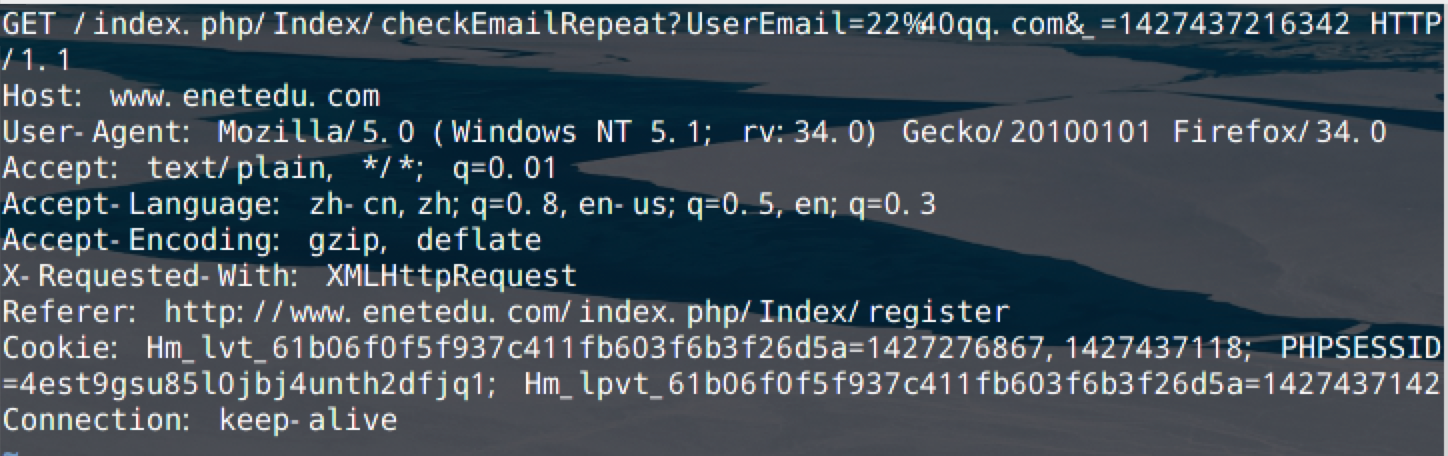 GET /index.php/Index/checkEmailRepeat?UserEmail=22%40qq.com&_=1427437216342 HTTP
/1.1
Host: www.enetedu.com
User-Agent: Mozilla/5.0 (Windows NT 5.1; rv:34.0) Gecko/20100101 Firefox/34.0
Accept: text/plain, */*; q=0.01
Accept-Language: zh-cn,zh;q=0.8,en-us;q=0.5,en;q=0.3
Accept-Encoding: gzip, deflate
X-Requested-With: XMLHttpRequest
Referer: http://www.enetedu.com/index.php/Index/register
Cookie: Hm_lvt_61b06f0f5f937c411fb603f6b3f26d5a=1427276867,1427437118; PHPSESSID
=4est9gsu85l0jbj4unth2dfjq1; Hm_lpvt_61b06f0f5f937c411fb603f6b3f26d5a=1427437142
Connection: keep-alive
~